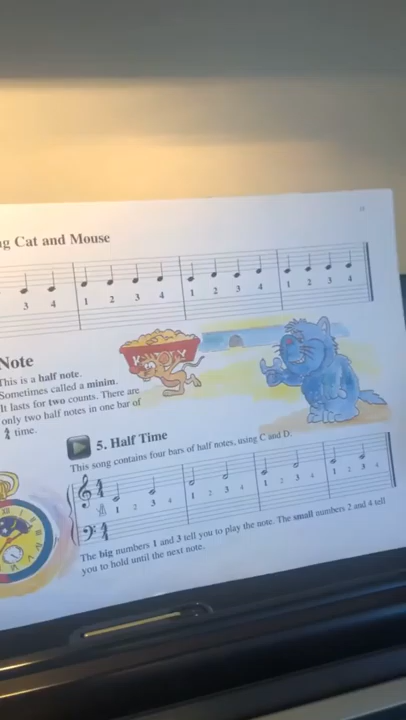 g Cat and Mouse
3 4 1 2 3 4 1 2 3 4 1 2 3 4
Note
This is a half note.
Sometimes called a minim.
It lasts for two counts. There are
only two half notes in one bar of
4/4 time.
5. Half Time
This song contains four bars of half notes, using C and D.
1 2 3 4 1 2 3 4 1 2 3 4 1 2 3 4
The big numbers 1 and 3 tell you to play the note. The small numbers 2 and 4 tell
you to hold until the next note.